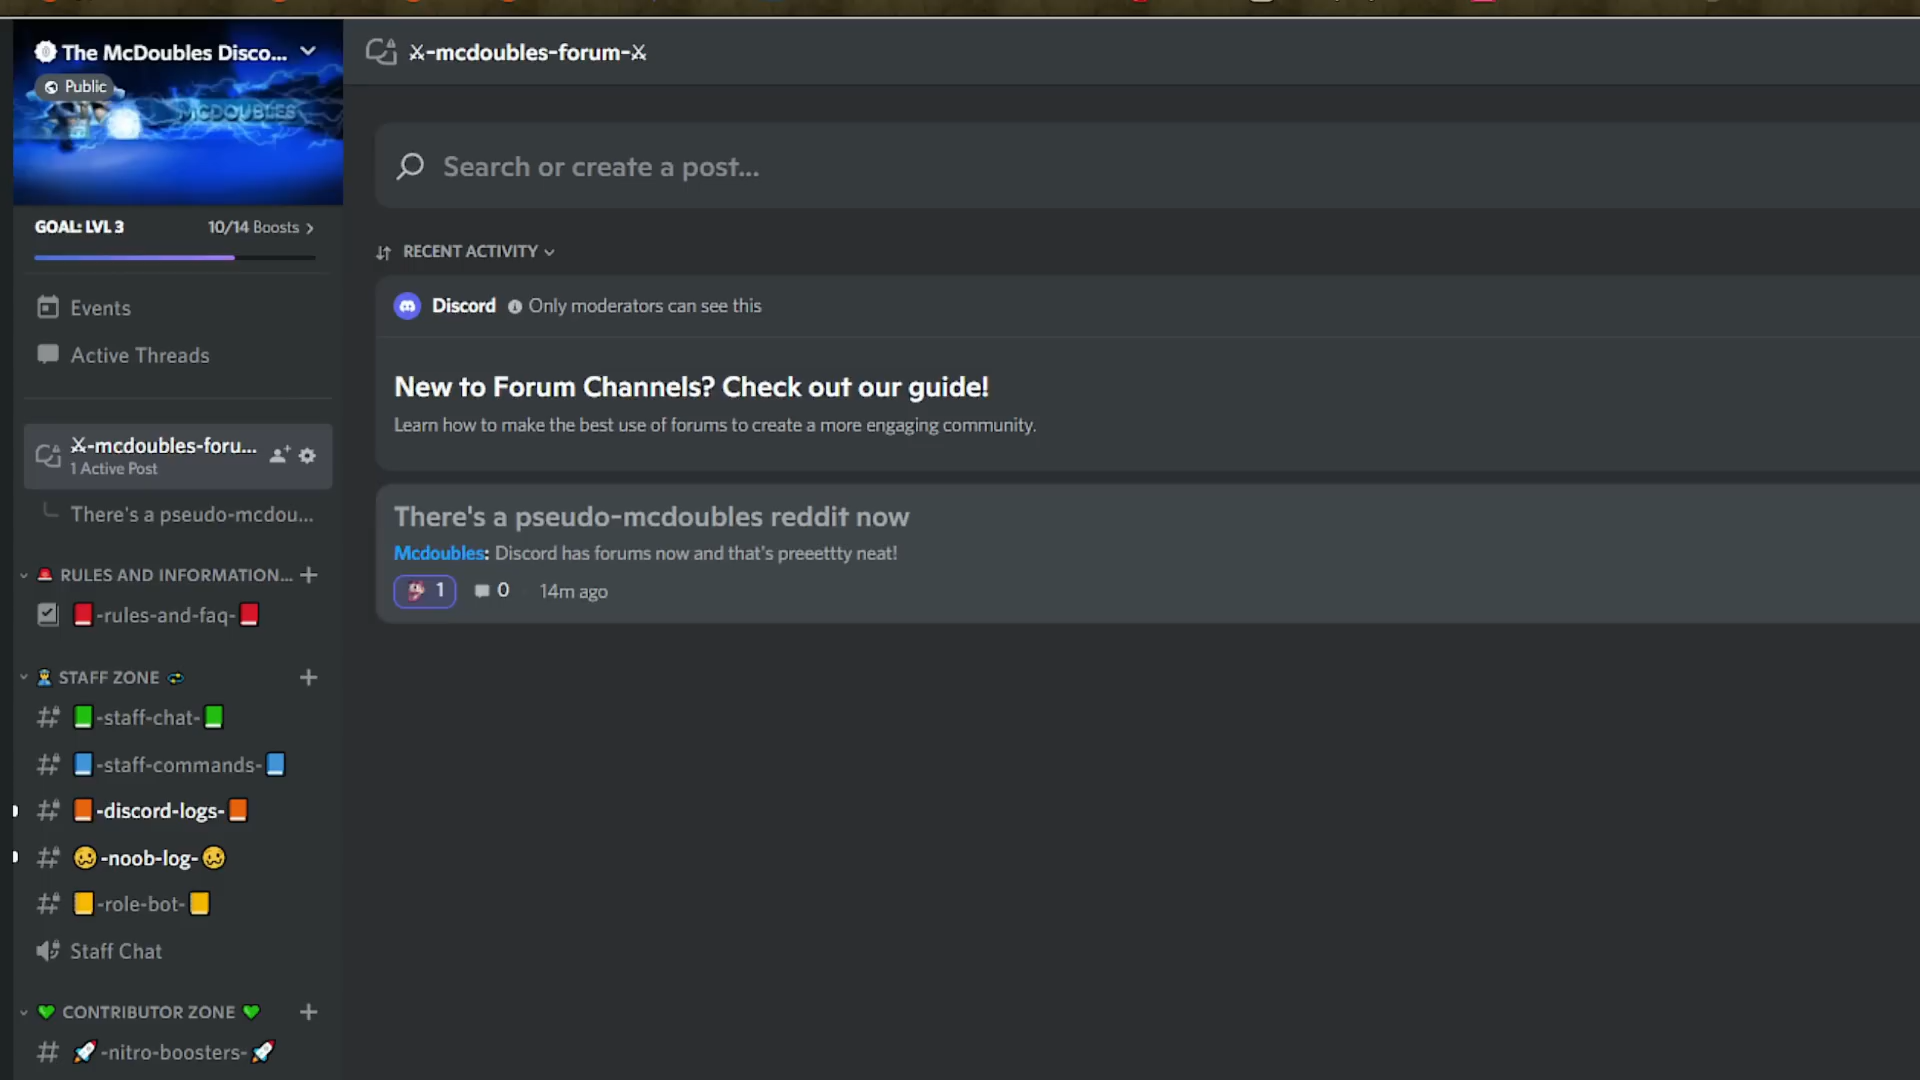 The McDoubles Disco...
Public
MCDOUBLES
GOAL: LVL 3
10/14 Boosts
Events
Active Threads
⚔-mcdoubles-foru...
1 Active Post
There's a pseudo-mcdou...
RULES AND INFORMATION...
-rules-and-faq-
STAFF ZONE
-staff-chat-
-staff-commands-
-discord-logs-
-noob-log-
-role-bot-
Staff Chat
CONTRIBUTOR ZONE
-nitro-boosters-
⚔-mcdoubles-forum-⚔
Search or create a post...
RECENT ACTIVITY
Discord Only moderators can see this
New to Forum Channels? Check out our guide!
Learn how to make the best use of forums to create a more engaging community.
There's a pseudo-mcdoubles reddit now
Mcdoubles: Discord has forums now and that's preeettty neat!
1 0 14m ago